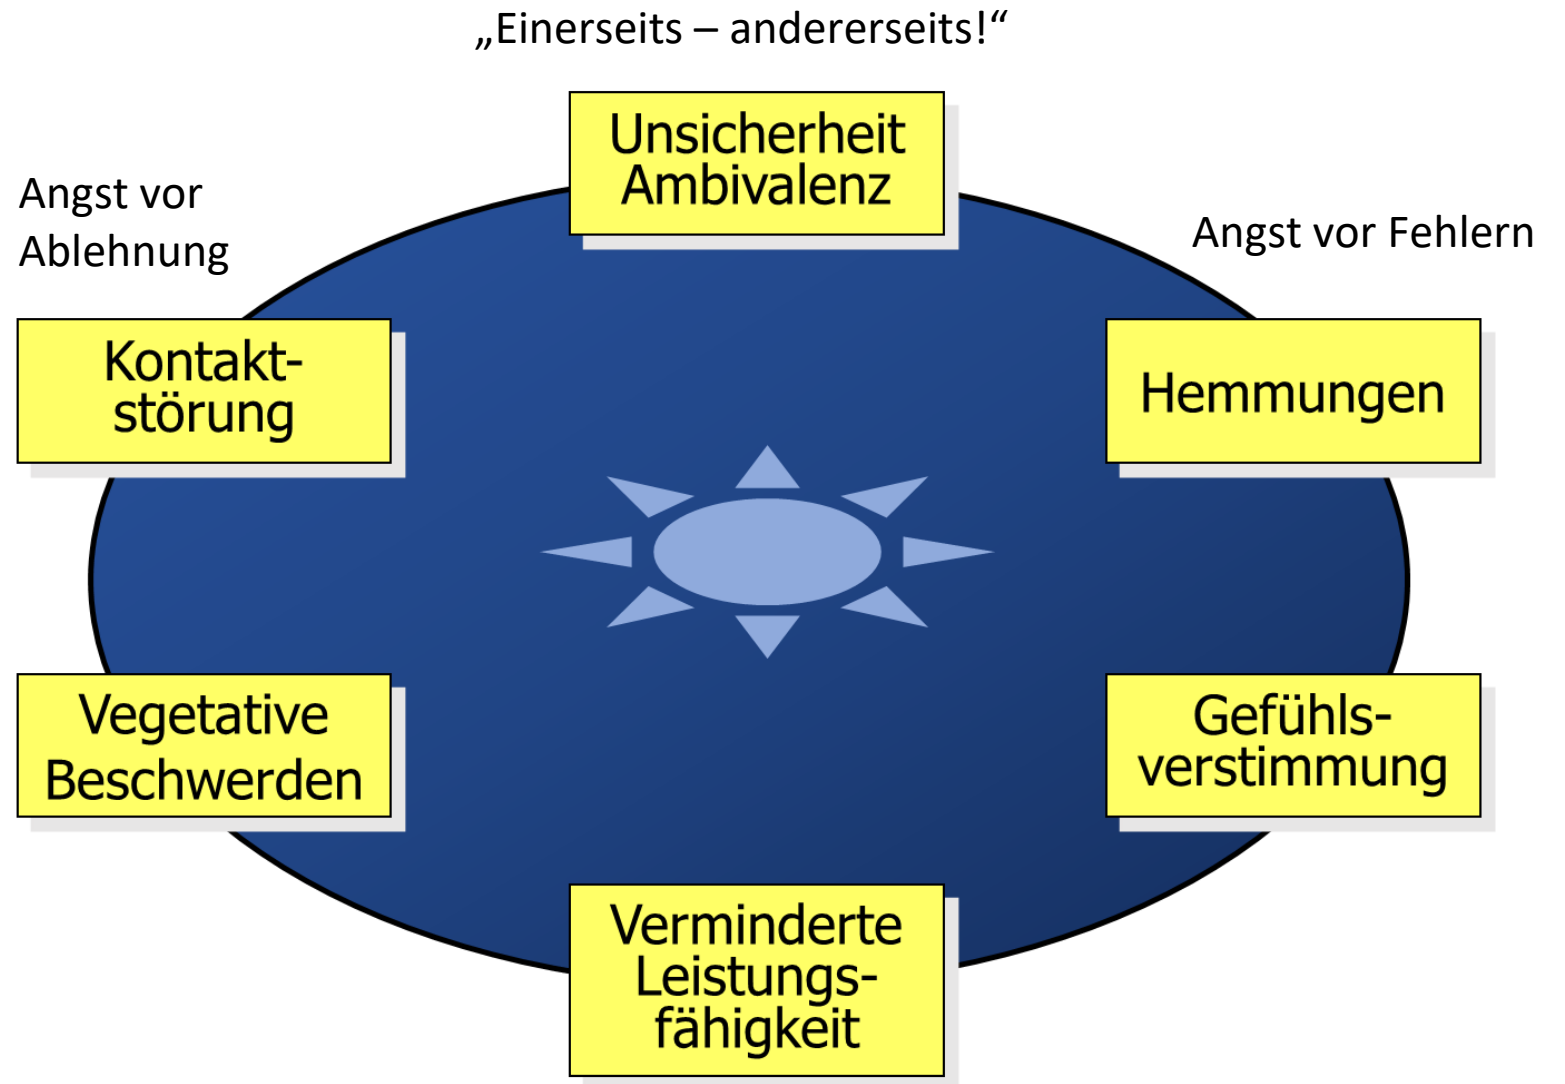 „Einerseits – andererseits!“
Unsicherheit
Ambivalenz
Angst vor
Ablehnung
Angst vor Fehlern
Kontakt-
störung
Hemmungen
Vegetative
Beschwerden
Gefühls-
verstimmung
Verminderte
Leistungs-
fähigkeit